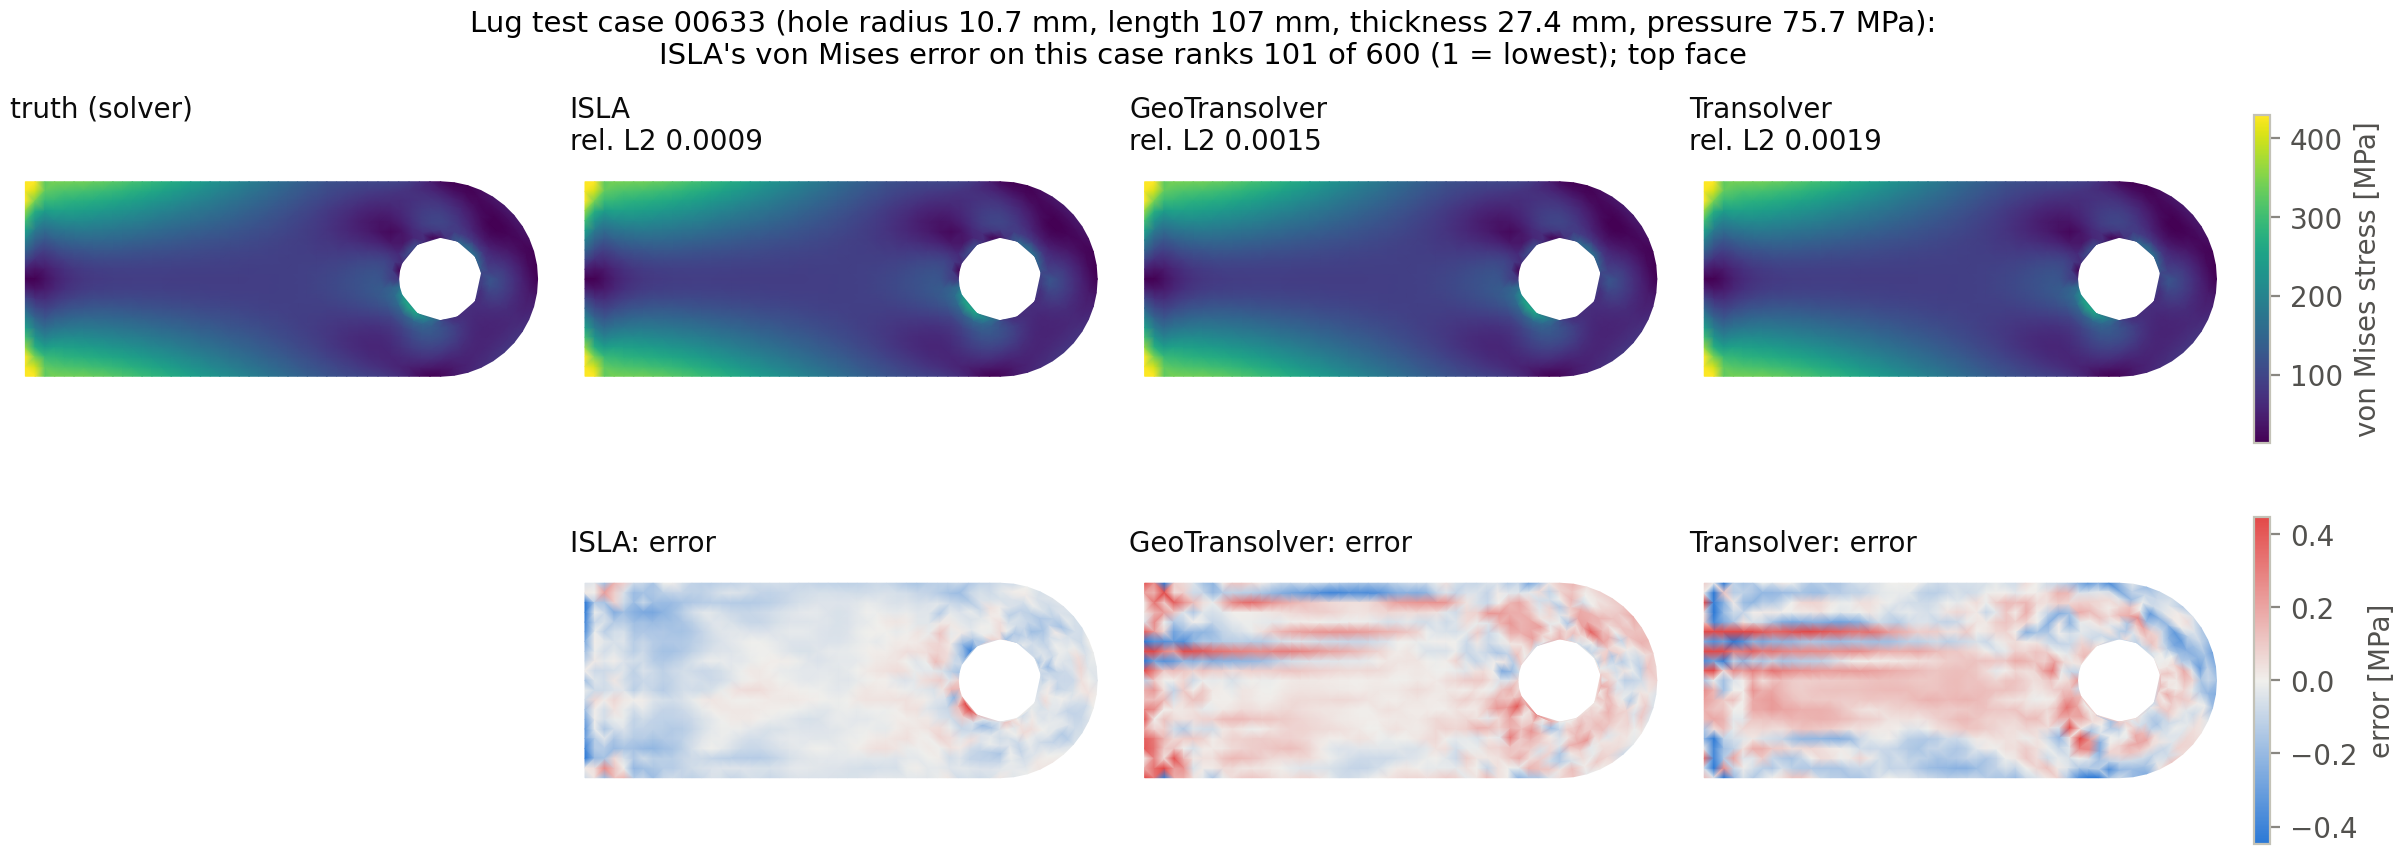 Lug test case 00633 (hole radius 10.7 mm, length 107 mm, thickness 27.4 mm, pressure 75.7 MPa):
ISLA's von Mises error on this case ranks 101 of 600 (1 = lowest); top face
truth (solver)
ISLA
rel. L2 0.0009
GeoTransolver
rel. L2 0.0015
Transolver
rel. L2 0.0019
400
300
200
100
von Mises stress [MPa]
ISLA: error
GeoTransolver: error
Transolver: error
0.4
0.2
0.0
−0.2
−0.4
error [MPa]